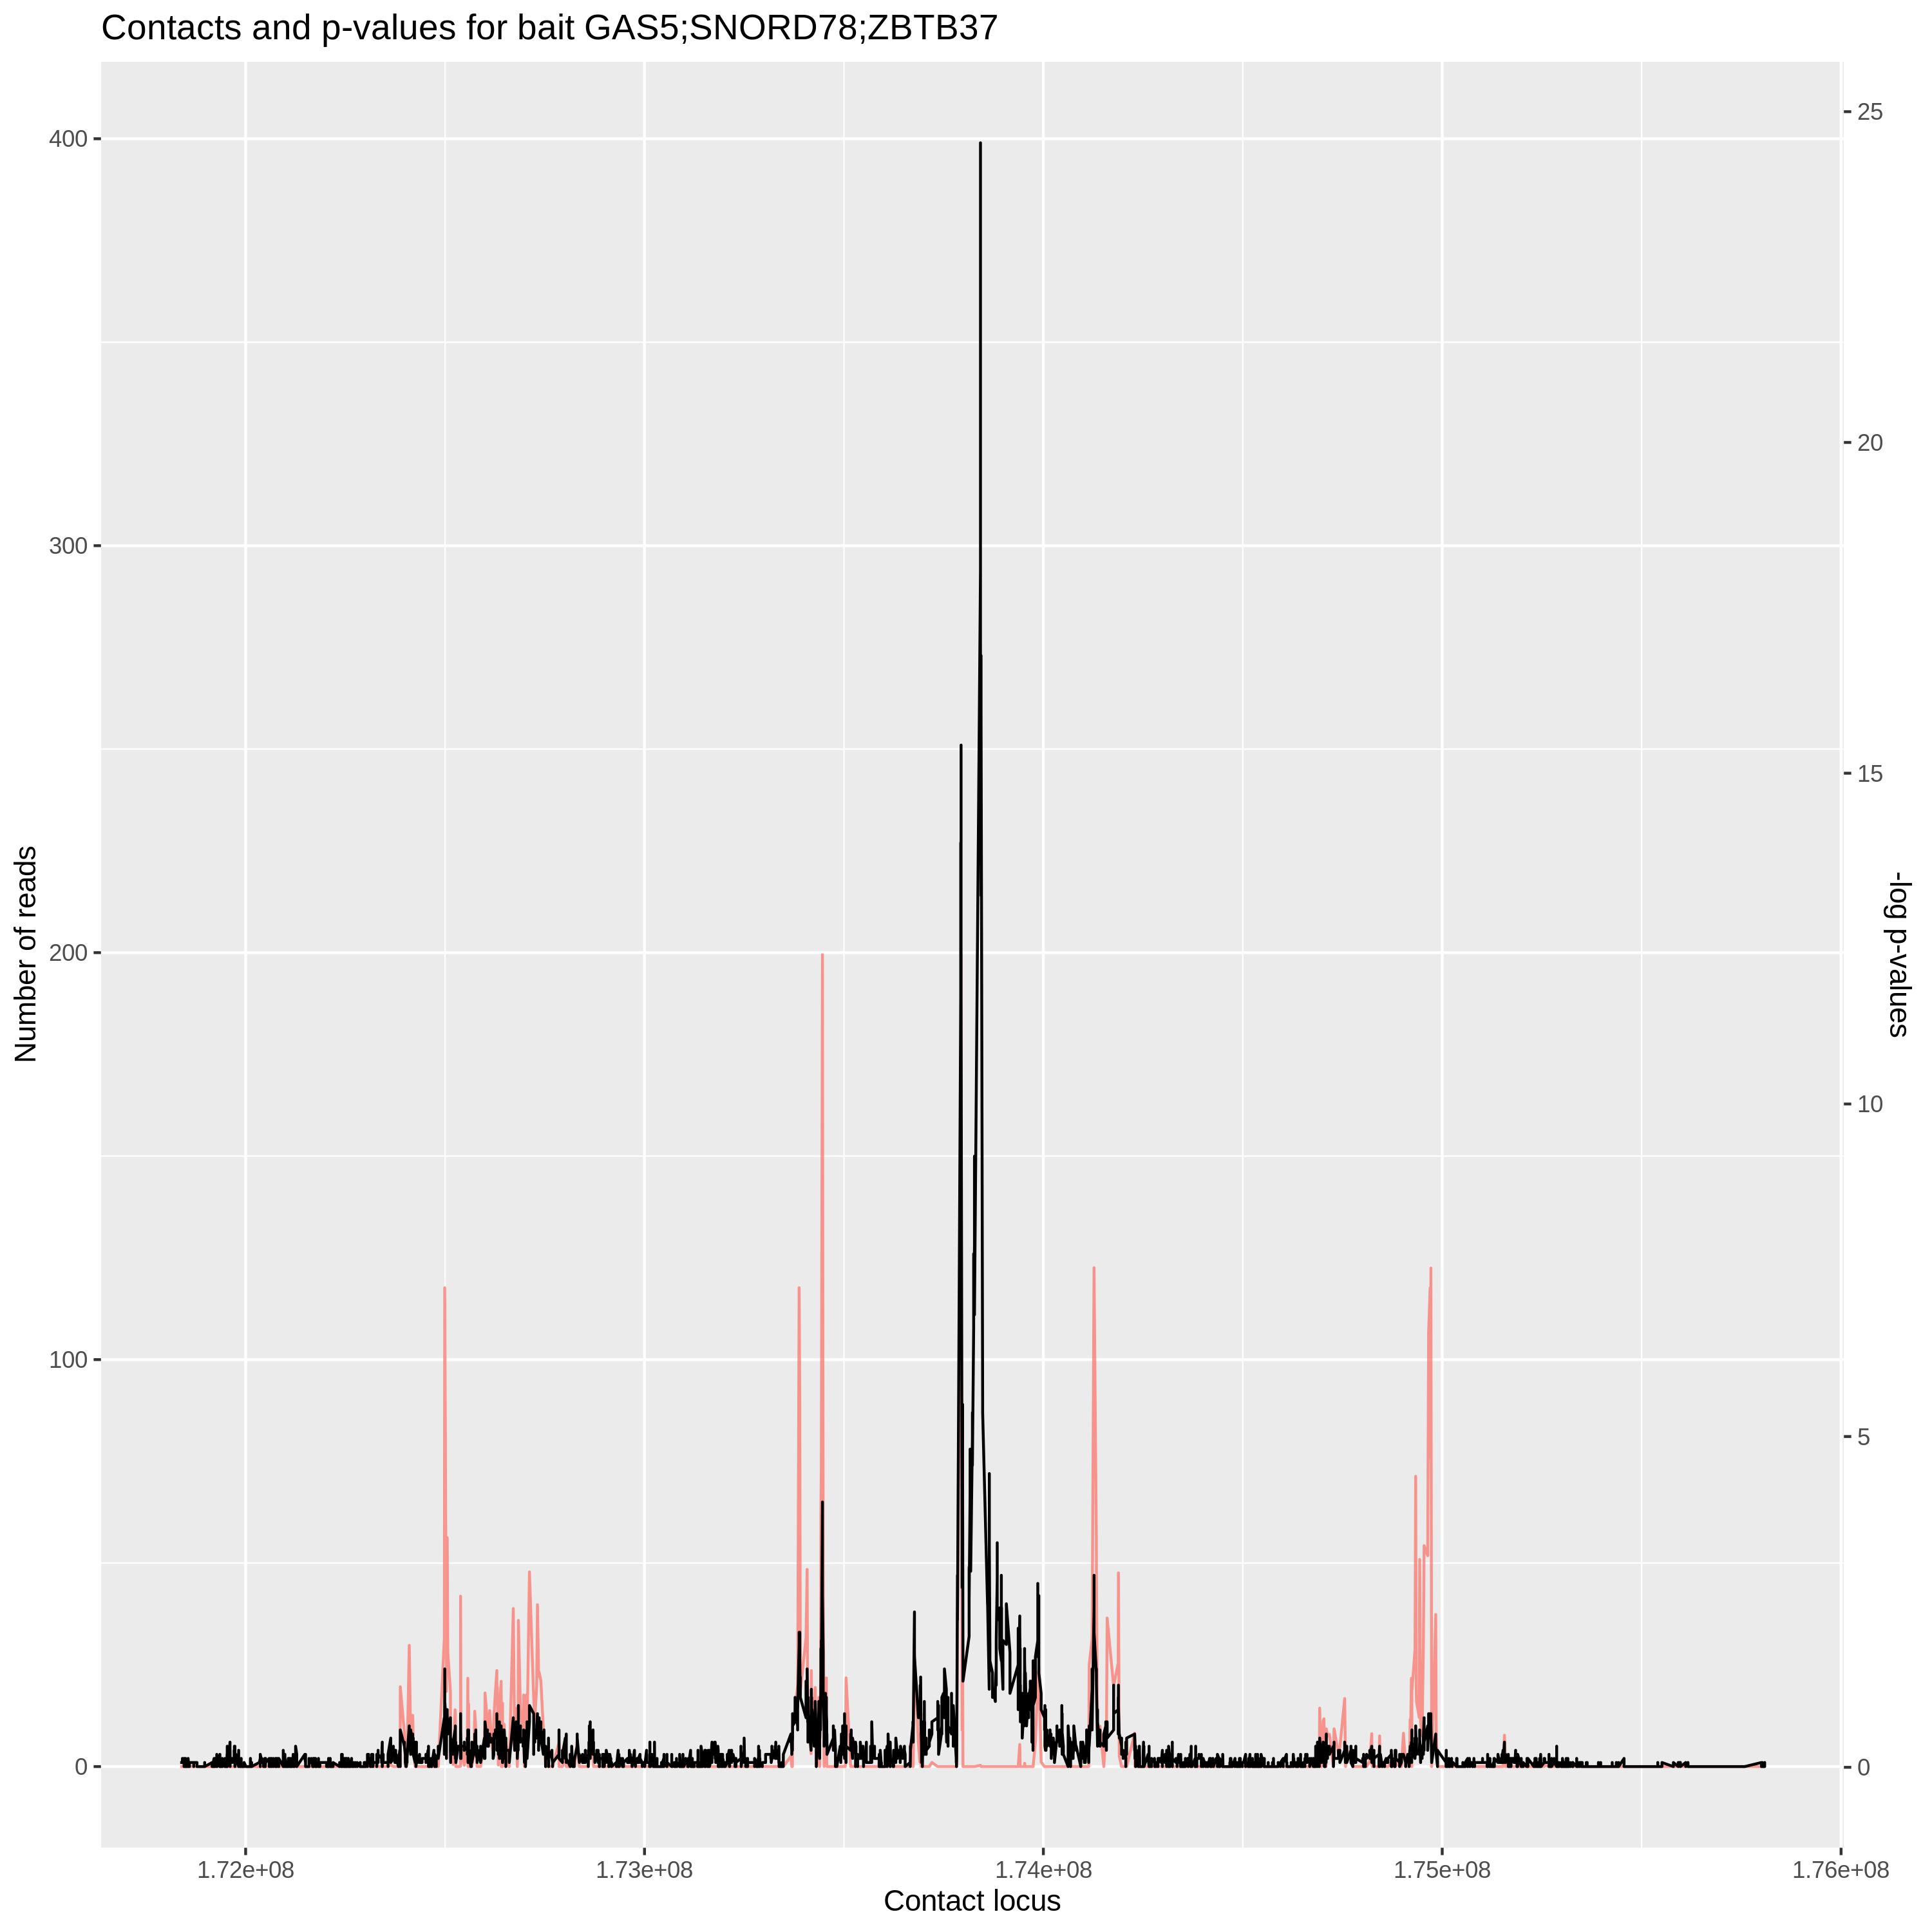 Contacts and p-values for bait GAS5;SNORD78;ZBTB37
400
300
200
100
0
Number of reads
25
20
15
10
5
0
-log p-values
1.72e+08
1.73e+08
1.74e+08
1.75e+08
1.76e+08
Contact locus